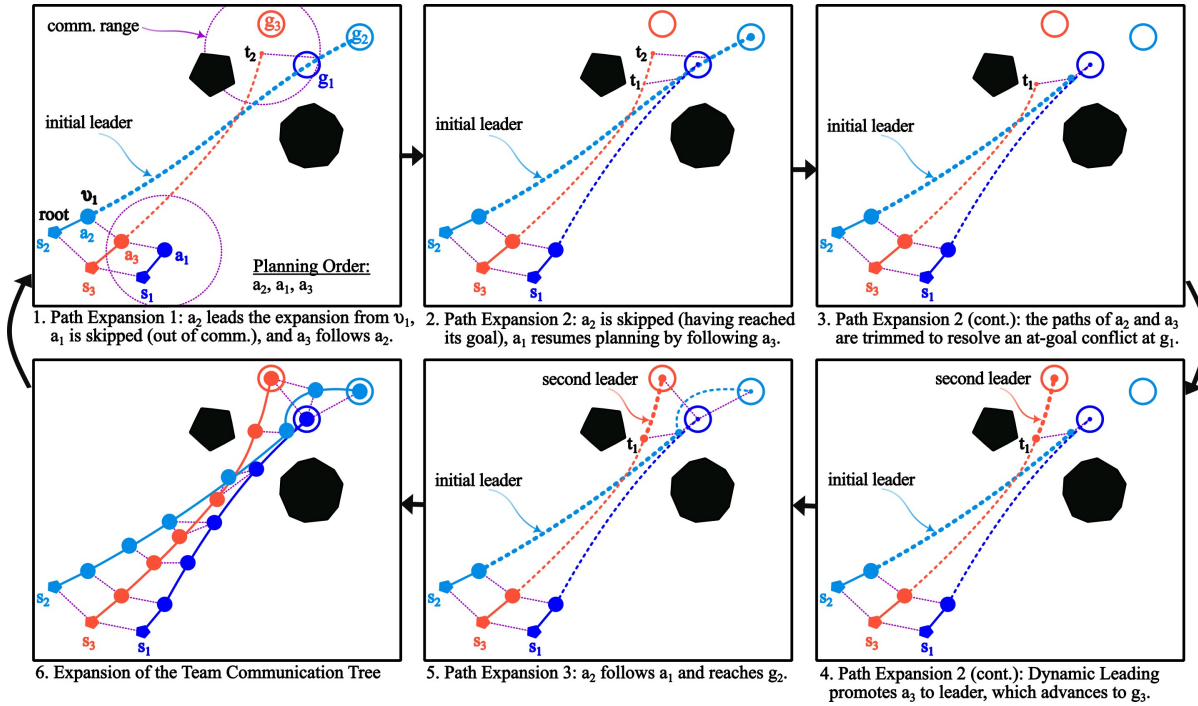 comm. range
g₃
g₂
t₂
g₁
initial leader
υ₁
root
a₂
s₂
a₃
a₁
s₃
s₁
Planning Order:
a₂, a₁, a₃
1. Path Expansion 1: a₂ leads the expansion from υ₁,
a₁ is skipped (out of comm.), and a₃ follows a₂.
t₂
t₁
initial leader
s₂
s₃
s₁
2. Path Expansion 2: a₂ is skipped (having reached
its goal), a₁ resumes planning by following a₃.
t₁
initial leader
s₂
s₃
s₁
3. Path Expansion 2 (cont.): the paths of a₂ and a₃
are trimmed to resolve an at-goal conflict at g₁.
s₂
s₃
s₁
6. Expansion of the Team Communication Tree
second leader
t₁
initial leader
s₂
s₃
s₁
5. Path Expansion 3: a₂ follows a₁ and reaches g₂.
second leader
t₁
initial leader
s₂
s₃
s₁
4. Path Expansion 2 (cont.): Dynamic Leading
promotes a₃ to leader, which advances to g₃.